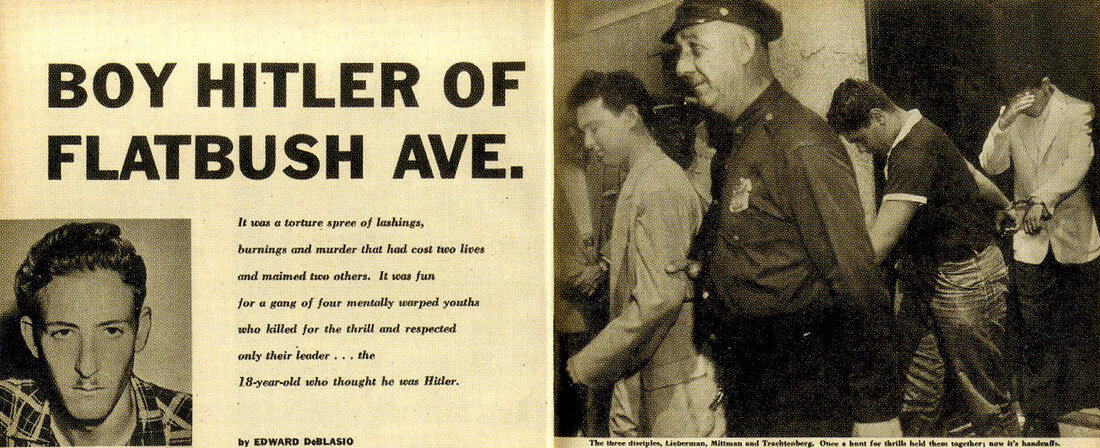 BOY HITLER OF
FLATBUSH AVE.
It was a torture spree of lashings,
burnings and murder that had cost two lives
and maimed two others. It was fun
for a gang of four mentally warped youths
who killed for the thrill and respected
only their leader . . . the
18-year-old who thought he was Hitler.
by EDWARD DeBLASIO
The three disciples, Lieberman, Mittman and Trachtenberg. Once a hunt for thrills held them together; now it's handcuffs.